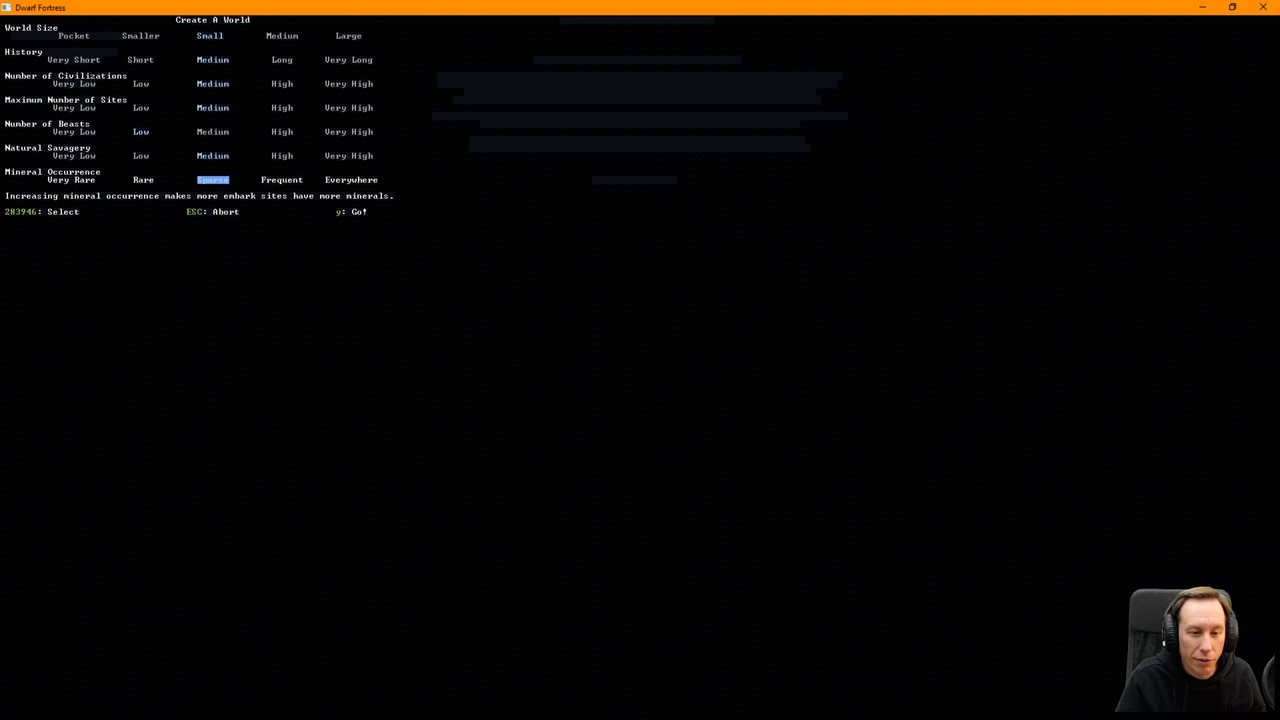 Dwarf Fortress
Create A World
World Size
Pocket Smaller Small Medium Large
History
Very Short Short Medium Long Very Long
Number of Civilizations
Very Low Low Medium High Very High
Maximum Number of Sites
Very Low Low Medium High Very High
Number of Beasts
Very Low Low Medium High Very High
Natural Savagery
Very Low Low Medium High Very High
Mineral Occurrence
Very Rare Rare Sparse Frequent Everywhere
Increasing mineral occurrence makes more embark sites have more minerals.
283946: Select ESC: Abort y: Go!